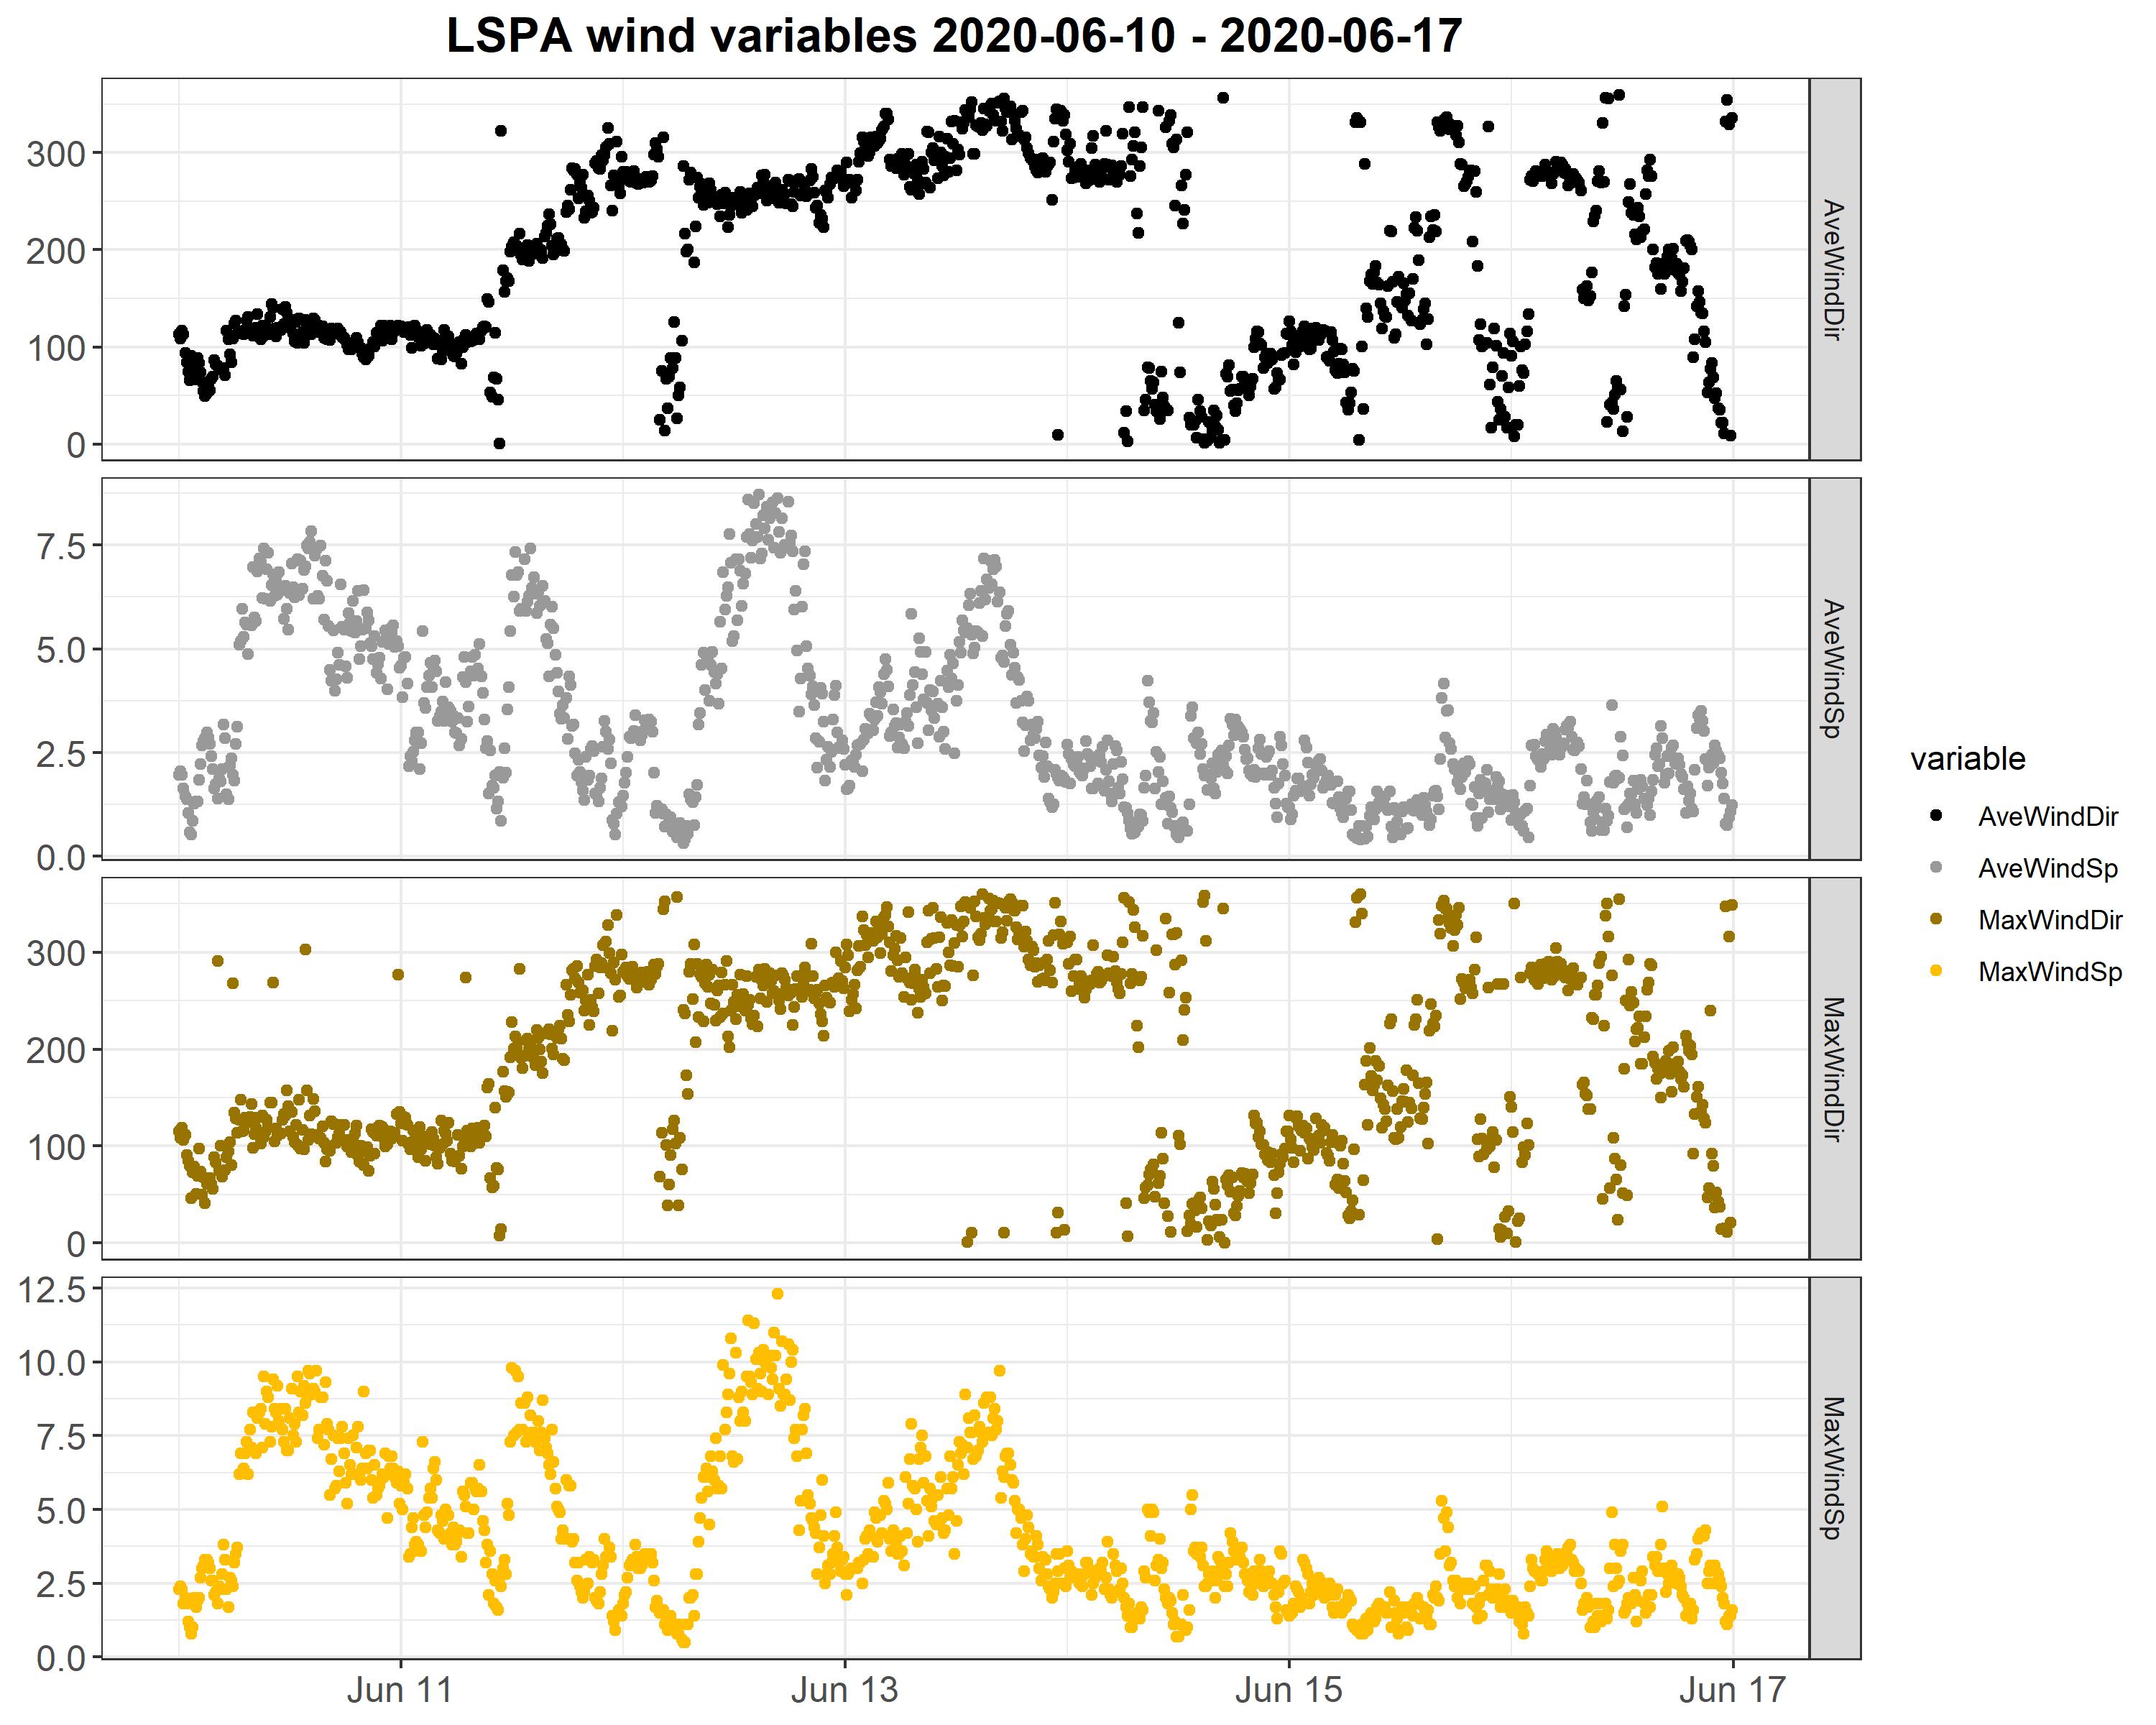 LSPA wind variables 2020-06-10 - 2020-06-17
300
200
100
0
AveWindDir
7.5
5.0
2.5
0.0
AveWindSp
300
200
100
0
MaxWindDir
12.5
10.0
7.5
5.0
2.5
0.0
MaxWindSp
Jun 11
Jun 13
Jun 15
Jun 17
variable
AveWindDir
AveWindSp
MaxWindDir
MaxWindSp